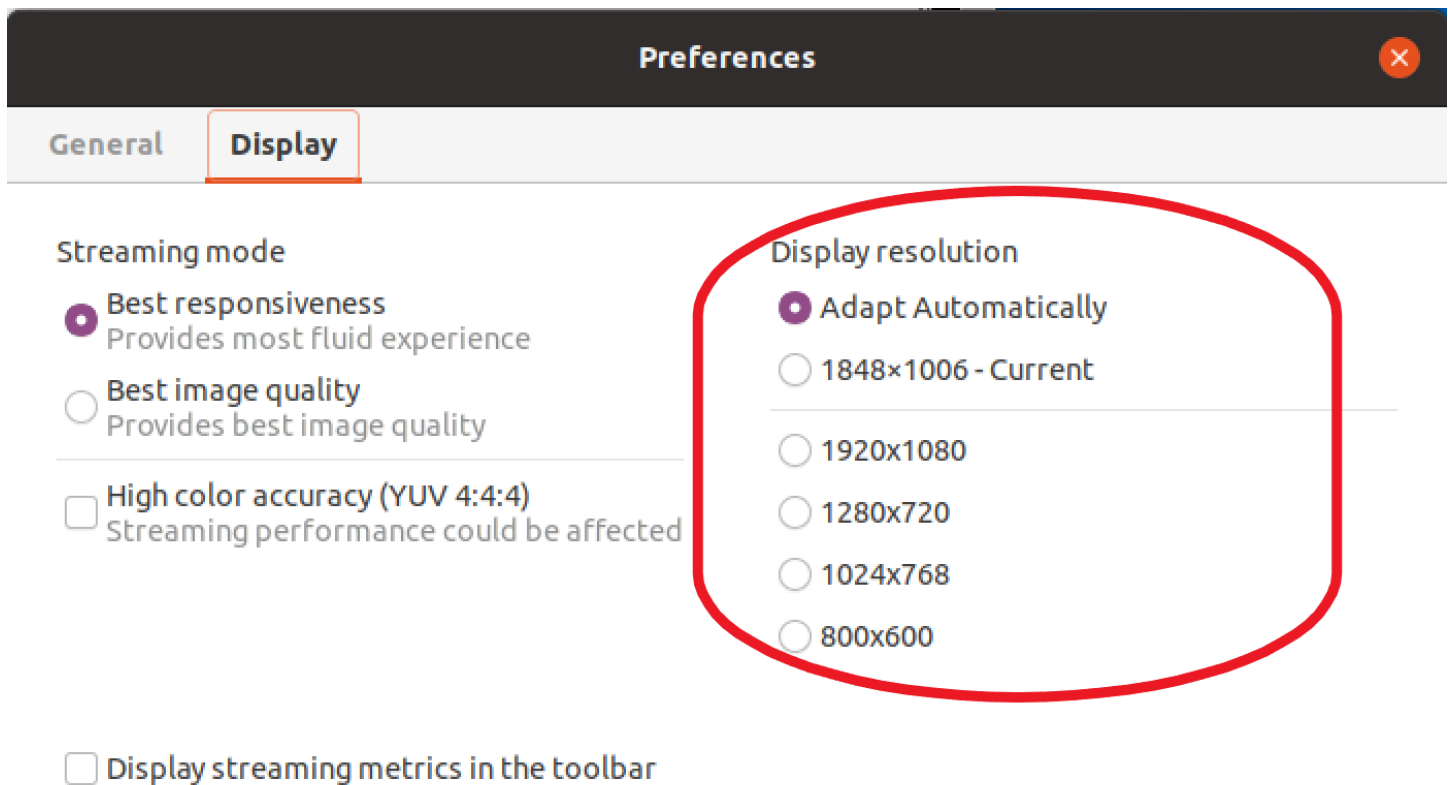 Preferences
General
Display
Streaming mode
Best responsiveness
Provides most fluid experience
Best image quality
Provides best image quality
High color accuracy (YUV 4:4:4)
Streaming performance could be affected
Display resolution
Adapt Automatically
1848×1006 - Current
1920x1080
1280x720
1024x768
800x600
Display streaming metrics in the toolbar